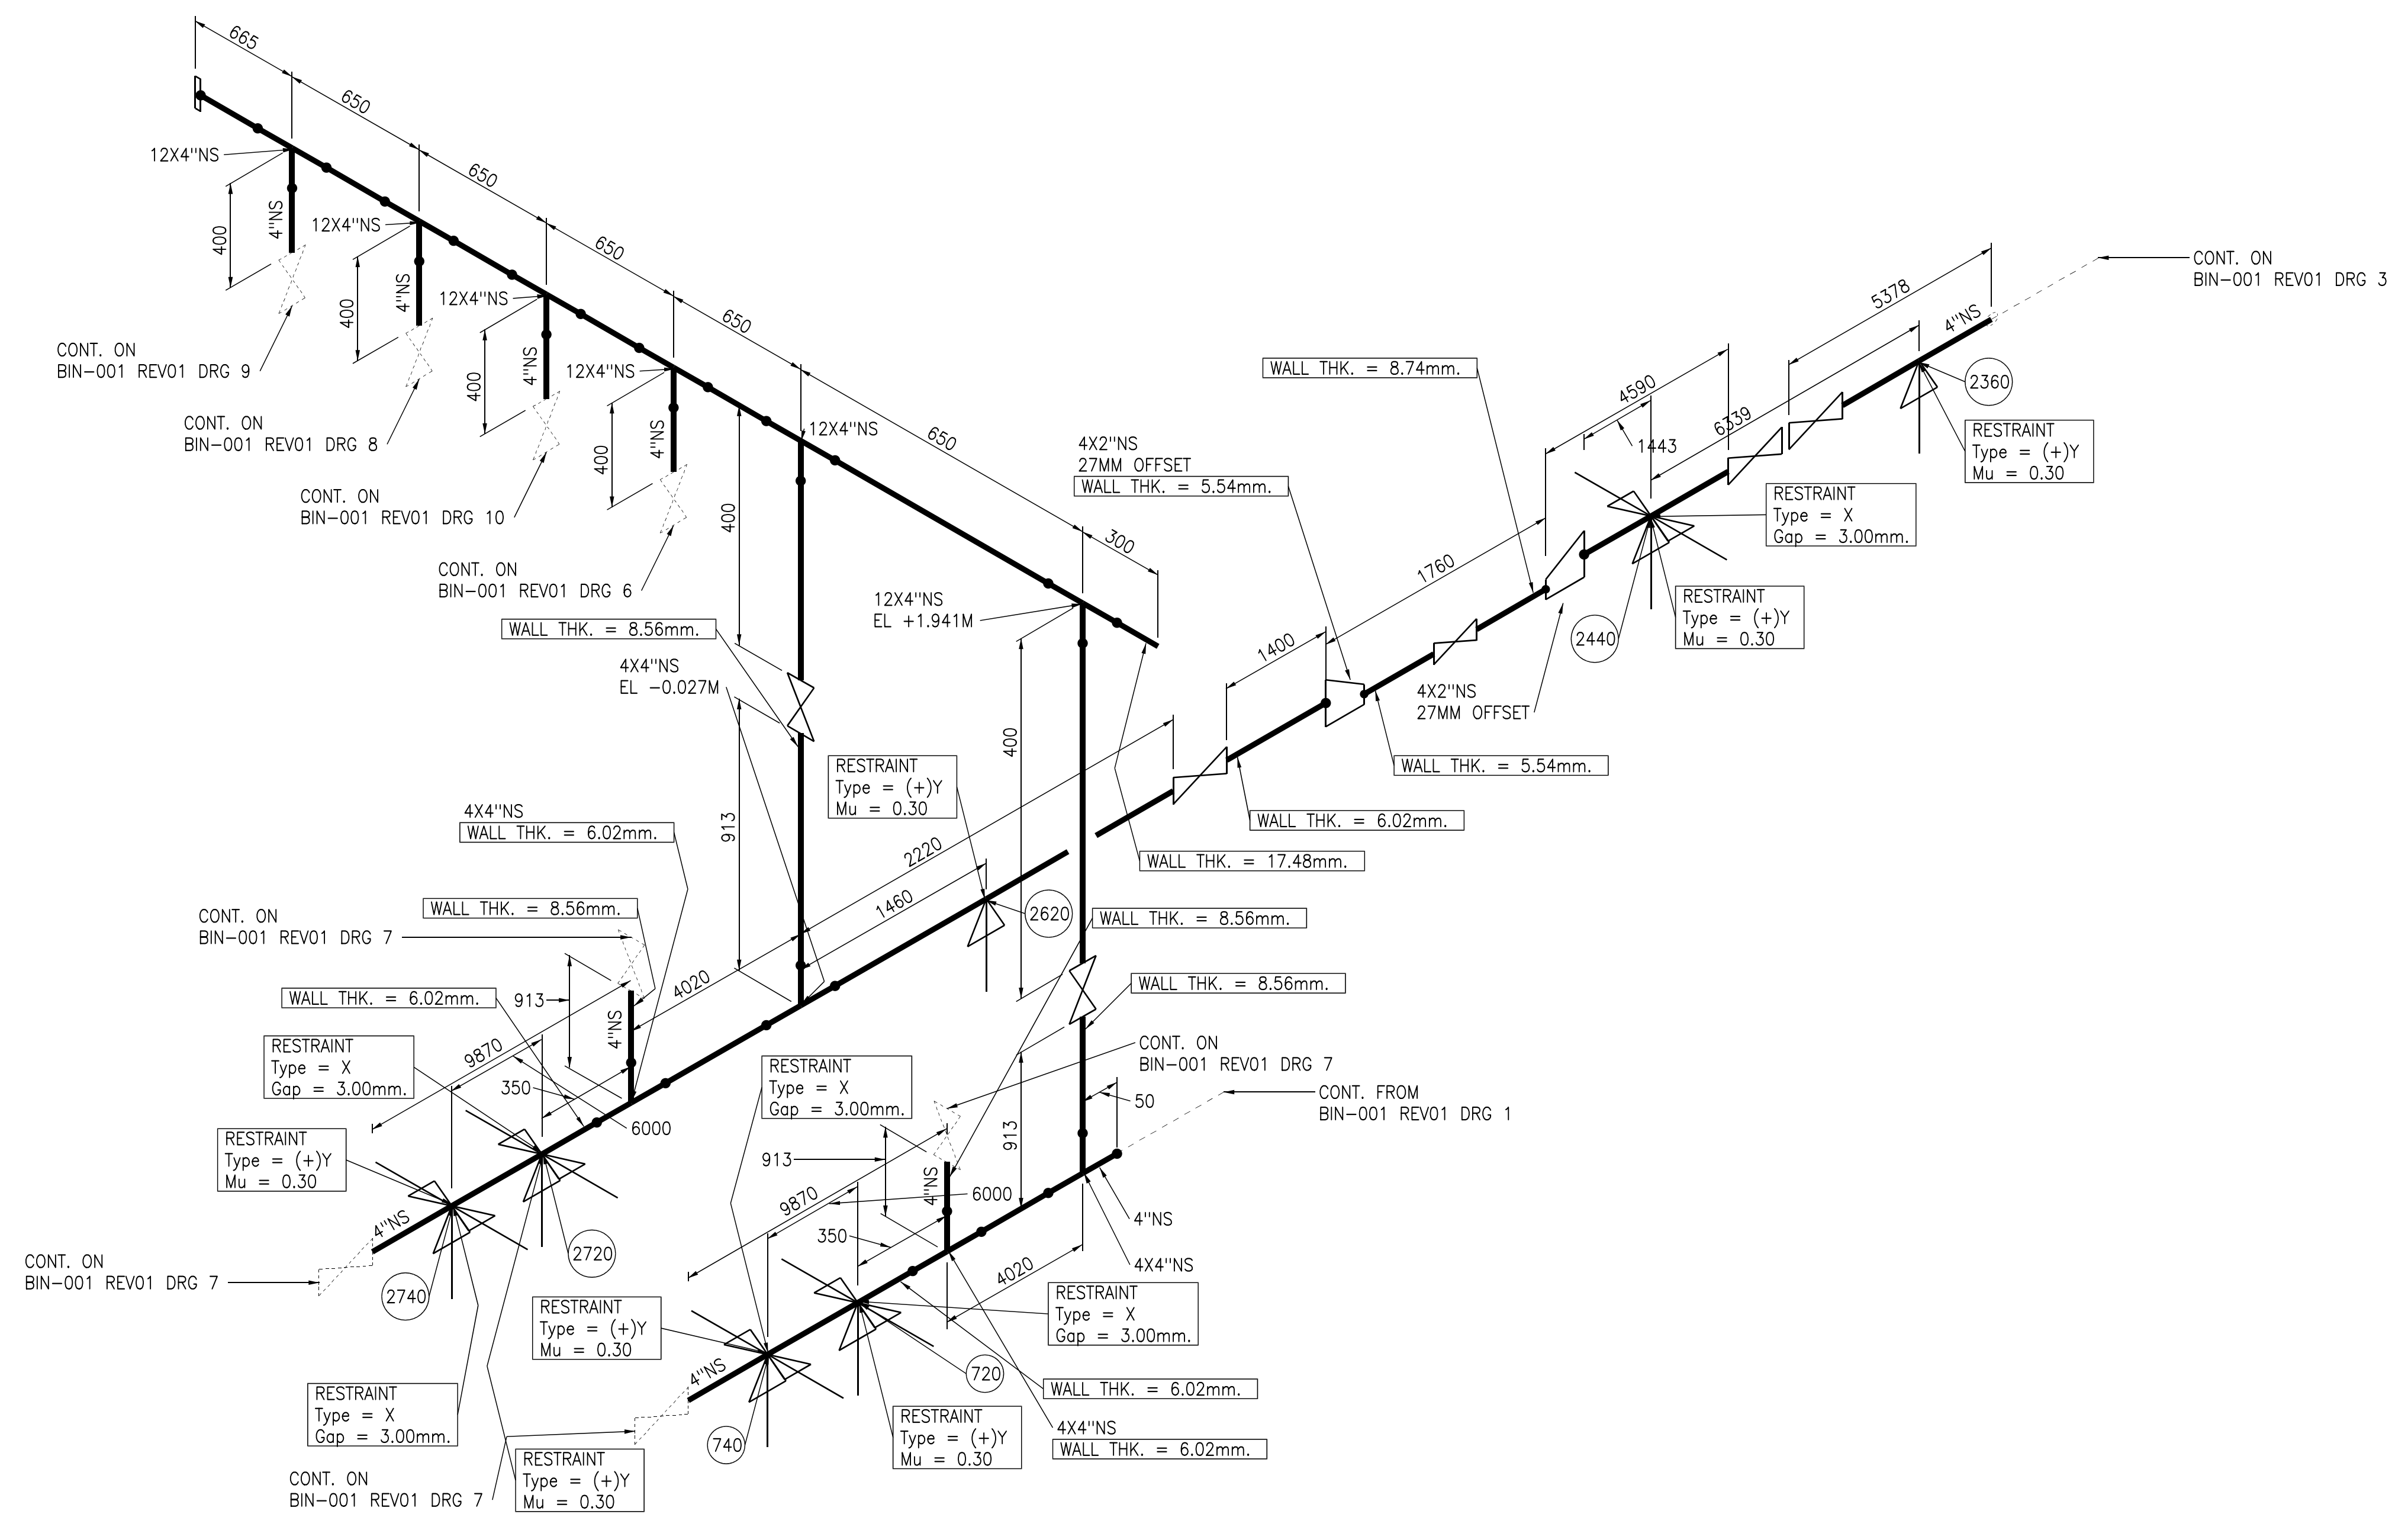 665
650
650
650
650
650
300
12X4"NS
400
4"NS
CONT. ON
BIN-001 REV01 DRG 9
12X4"NS
400
4"NS
CONT. ON
BIN-001 REV01 DRG 8
12X4"NS
400
4"NS
CONT. ON
BIN-001 REV01 DRG 10
12X4"NS
400
4"NS
CONT. ON
BIN-001 REV01 DRG 6
12X4"NS
400
WALL THK. = 8.56mm.
4X4"NS
EL -0.027M
913
12X4"NS
EL +1.941M
400
CONT. ON
BIN-001 REV01 DRG 3
5378
4"NS
2360
RESTRAINT
Type = (+)Y
Mu = 0.30
WALL THK. = 8.74mm.
4590
6339
1443
RESTRAINT
Type = X
Gap = 3.00mm.
RESTRAINT
Type = (+)Y
Mu = 0.30
2440
4X2"NS
27MM OFFSET
WALL THK. = 5.54mm.
1760
1400
4X2"NS
27MM OFFSET
WALL THK. = 5.54mm.
WALL THK. = 6.02mm.
WALL THK. = 17.48mm.
RESTRAINT
Type = (+)Y
Mu = 0.30
2220
1460
2620
4X4"NS
WALL THK. = 6.02mm.
WALL THK. = 8.56mm.
CONT. ON
BIN-001 REV01 DRG 7
WALL THK. = 6.02mm.
913
4"NS
4020
9870
350
6000
RESTRAINT
Type = X
Gap = 3.00mm.
RESTRAINT
Type = (+)Y
Mu = 0.30
4"NS
2720
2740
CONT. ON
BIN-001 REV01 DRG 7
RESTRAINT
Type = X
Gap = 3.00mm.
RESTRAINT
Type = (+)Y
Mu = 0.30
WALL THK. = 8.56mm.
WALL THK. = 8.56mm.
CONT. ON
BIN-001 REV01 DRG 7
CONT. FROM
BIN-001 REV01 DRG 1
50
913
RESTRAINT
Type = X
Gap = 3.00mm.
913
4"NS
9870
6000
350
4"NS
4X4"NS
4020
RESTRAINT
Type = X
Gap = 3.00mm.
RESTRAINT
Type = (+)Y
Mu = 0.30
4"NS
720
740
WALL THK. = 6.02mm.
RESTRAINT
Type = (+)Y
Mu = 0.30
4X4"NS
WALL THK. = 6.02mm.
CONT. ON
BIN-001 REV01 DRG 7